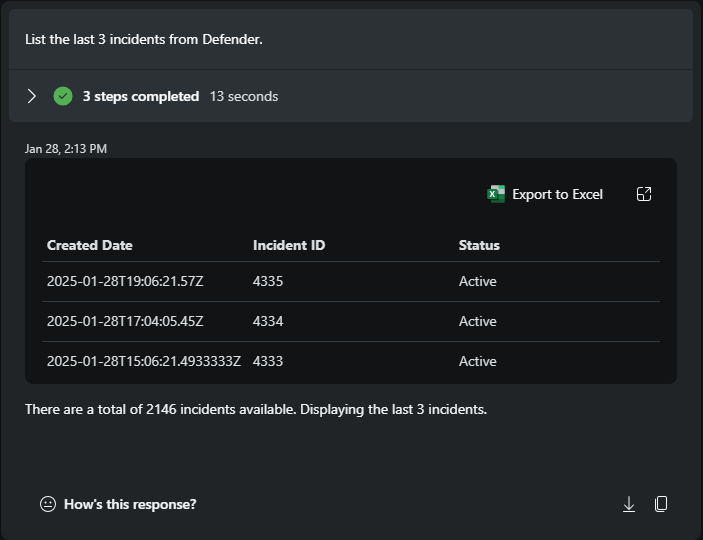 List the last 3 incidents from Defender.
3 steps completed 13 seconds
Jan 28, 2:13 PM
Export to Excel
Created Date Incident ID Status
2025-01-28T19:06:21.57Z 4335 Active
2025-01-28T17:04:05.45Z 4334 Active
2025-01-28T15:06:21.4933333Z 4333 Active
There are a total of 2146 incidents available. Displaying the last 3 incidents.
How's this response?